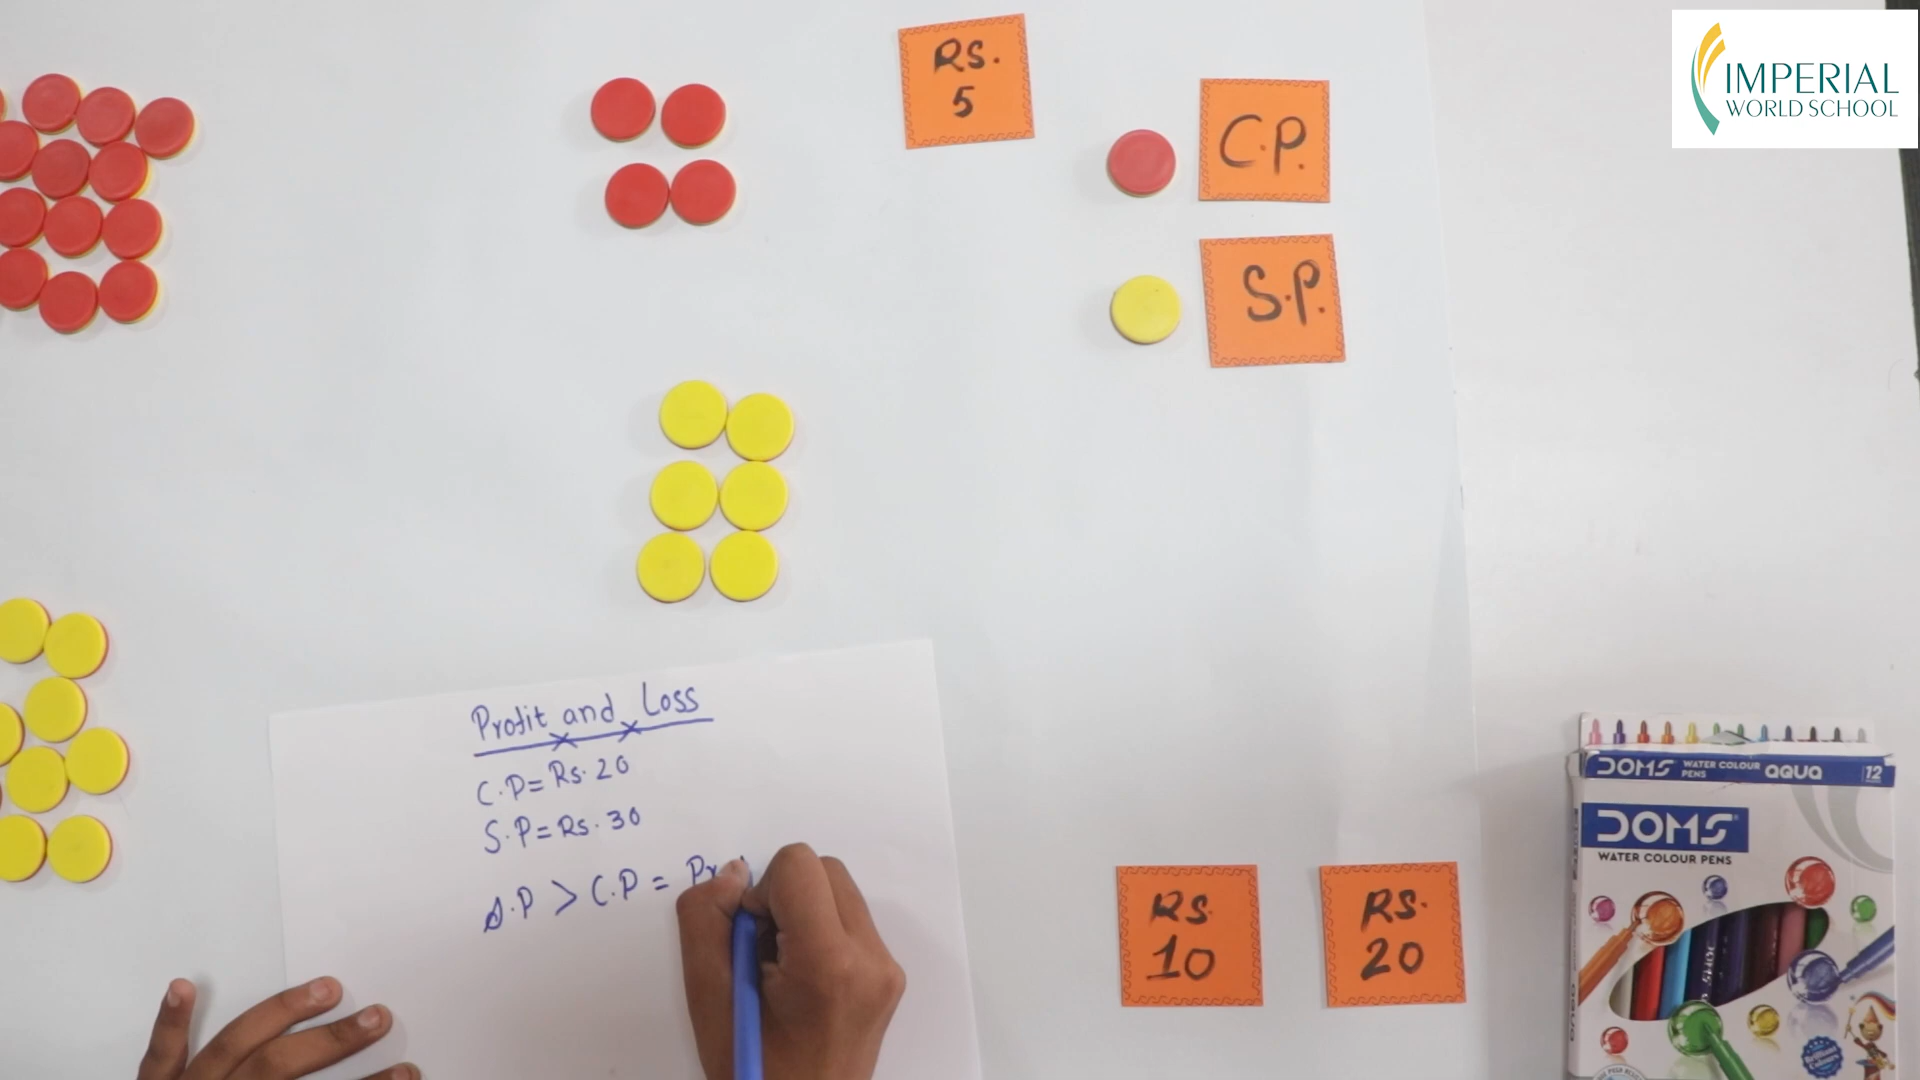 RS.
5
C.P.
S.P.
IMPERIAL
WORLD SCHOOL
Profit and Loss
C.P=Rs.20
S.P=Rs.30
S.P > C.P =
RS.
10
RS.
20
DOMS WATER COLOUR PENS AQUA 12
DOMS
WATER COLOUR PENS